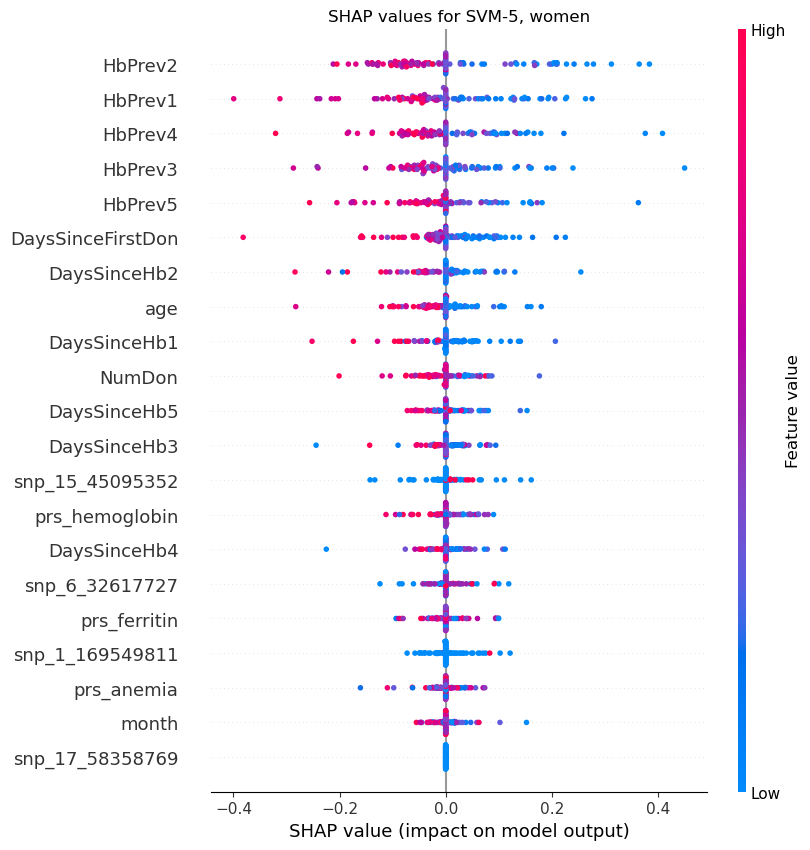 SHAP values for SVM-5, women
High
HbPrev2
HbPrev1
HbPrev4
HbPrev3
HbPrev5
DaysSinceFirstDon
DaysSinceHb2
age
DaysSinceHb1
NumDon
DaysSinceHb5
DaysSinceHb3
snp_15_45095352
prs_hemoglobin
DaysSinceHb4
snp_6_32617727
prs_ferritin
snp_1_169549811
prs_anemia
month
snp_17_58358769
Feature value
Low
−0.4 −0.2 0.0 0.2 0.4
SHAP value (impact on model output)